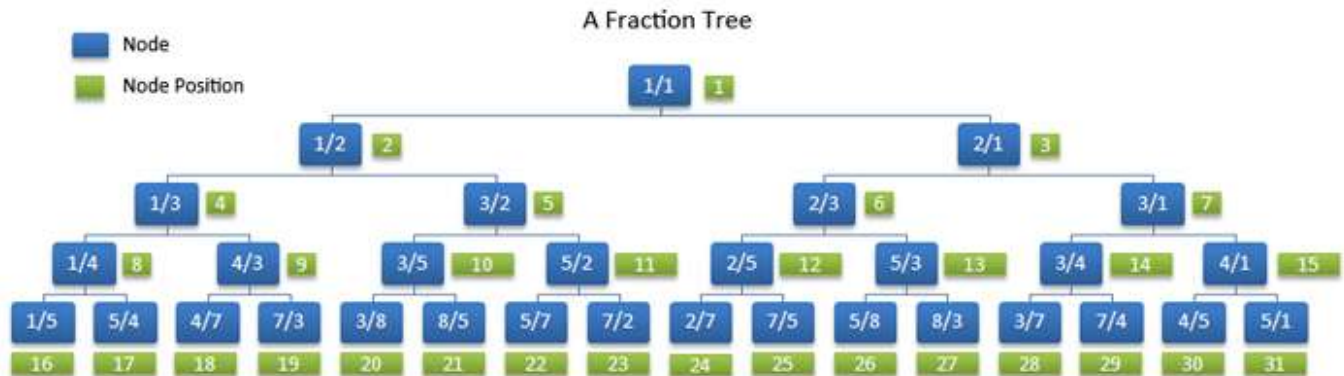 A Fraction Tree
Node
Node Position
1/1 1
1/2 2 2/1 3
1/3 4 3/2 5 2/3 6 3/1 7
1/4 8 4/3 9 3/5 10 5/2 11 2/5 12 5/3 13 3/4 14 4/1 15
1/5 5/4 4/7 7/3 3/8 8/5 5/7 7/2 2/7 7/5 5/8 8/3 3/7 7/4 4/5 5/1
16 17 18 19 20 21 22 23 24 25 26 27 28 29 30 31